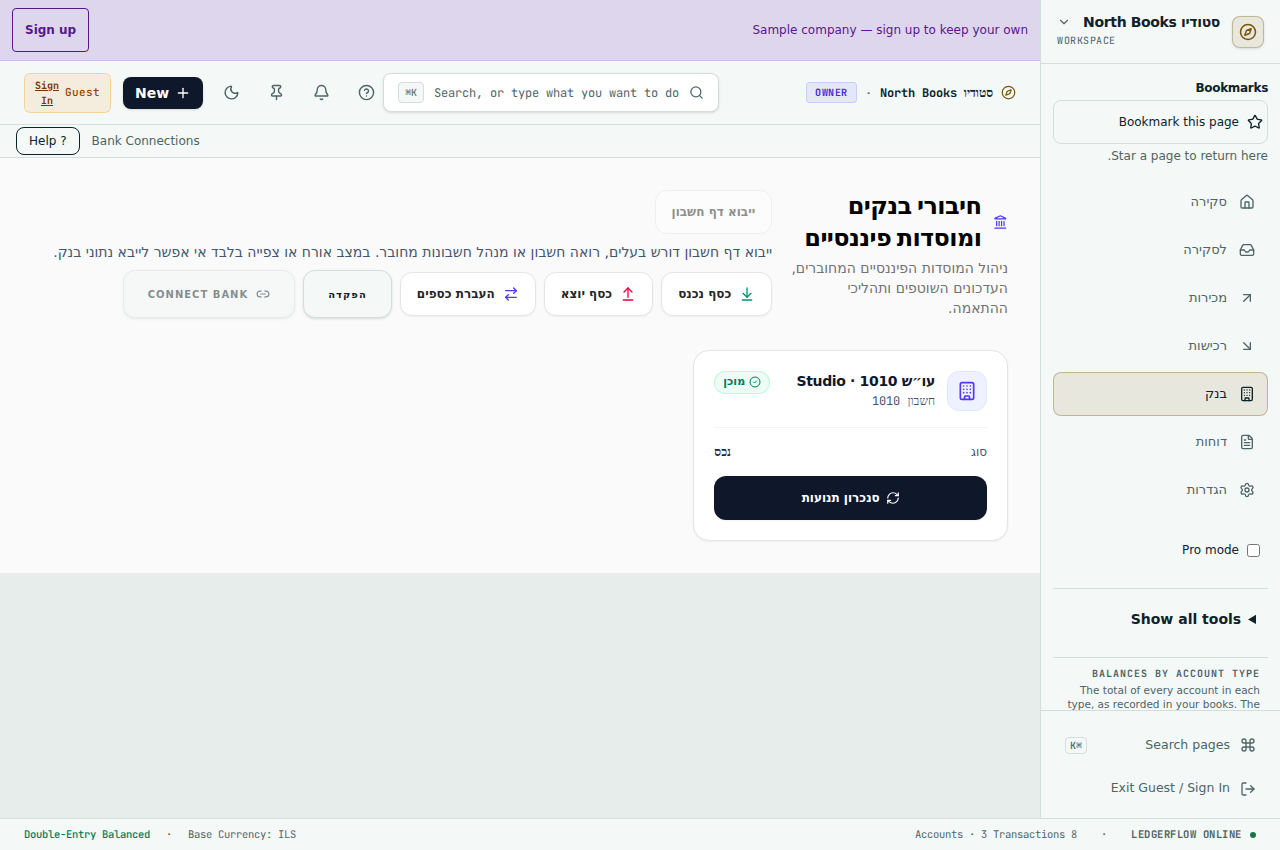 Sample company — sign up to keep your own
Sign up
סטודיו North Books
WORKSPACE
סטודיו North Books · OWNER
Search, or type what you want to do ⌘K
New
Guest
Sign In
Bank Connections
Help ?
Bookmarks
Bookmark this page
Star a page to return here.
סקירה
לסקירה
מכירות
רכישות
בנק
דוחות
הגדרות
Pro mode
Show all tools
BALANCES BY ACCOUNT TYPE
The total of every account in each
type, as recorded in your books. The
Search pages ⌘K
Exit Guest / Sign In
חיבורי בנקים
ומוסדות פיננסיים
ניהול המוסדות הפיננסיים המחוברים,
העדכונים השוטפים ותהליכי
ההתאמה.
ייבוא דף חשבון
ייבוא דף חשבון דורש בעלים, רואה חשבון או מנהל חשבונות מחובר. במצב אורח או צפייה בלבד אי אפשר לייבא נתוני בנק.
כסף נכנס
כסף יוצא
העברת כספים
הפקדה
CONNECT BANK
עו״ש Studio · 1010
חשבון 1010
מוכן
סוג
נכס
סנכרון תנועות
LEDGERFLOW ONLINE · Accounts · 3 Transactions 8
Base Currency: ILS · Double-Entry Balanced